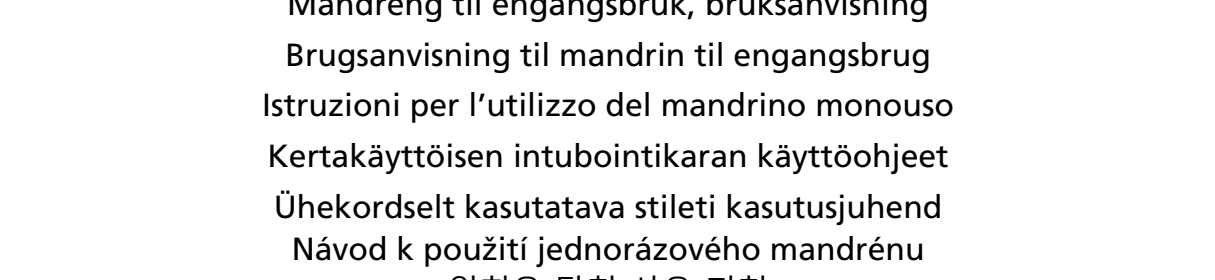 Mandreng til engangsbruk, bruksanvisning
Brugsanvisning til mandrin til engangsbrug
Istruzioni per l’utilizzo del mandrino monouso
Kertakäyttöisen intubointikaran käyttöohjeet
Ühekordselt kasutatava stileti kasutusjuhend
Návod k použití jednorázového mandrénu